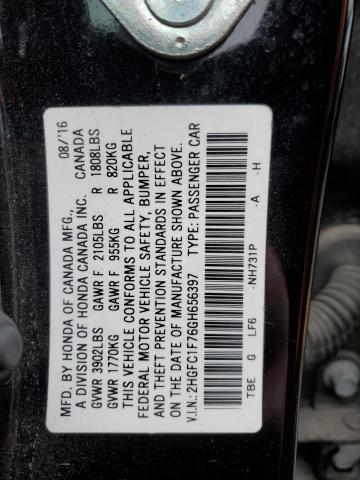 MFD. BY HONDA OF CANADA MFG., 08/16
A DIVISION OF HONDA CANADA INC. CANADA
GVWR 3902LBS GAWR F 2105LBS R 1808LBS
GVWR 1770KG GAWR F 955KG R 820KG
THIS VEHICLE CONFORMS TO ALL APPLICABLE
FEDERAL MOTOR VEHICLE SAFETY, BUMPER,
AND THEFT PREVENTION STANDARDS IN EFFECT
ON THE DATE OF MANUFACTURE SHOWN ABOVE.
V.I.N.:2HGFC1F76GH656397 TYPE:PASSENGER CAR
TBE G LF6 -NH731P -A -H